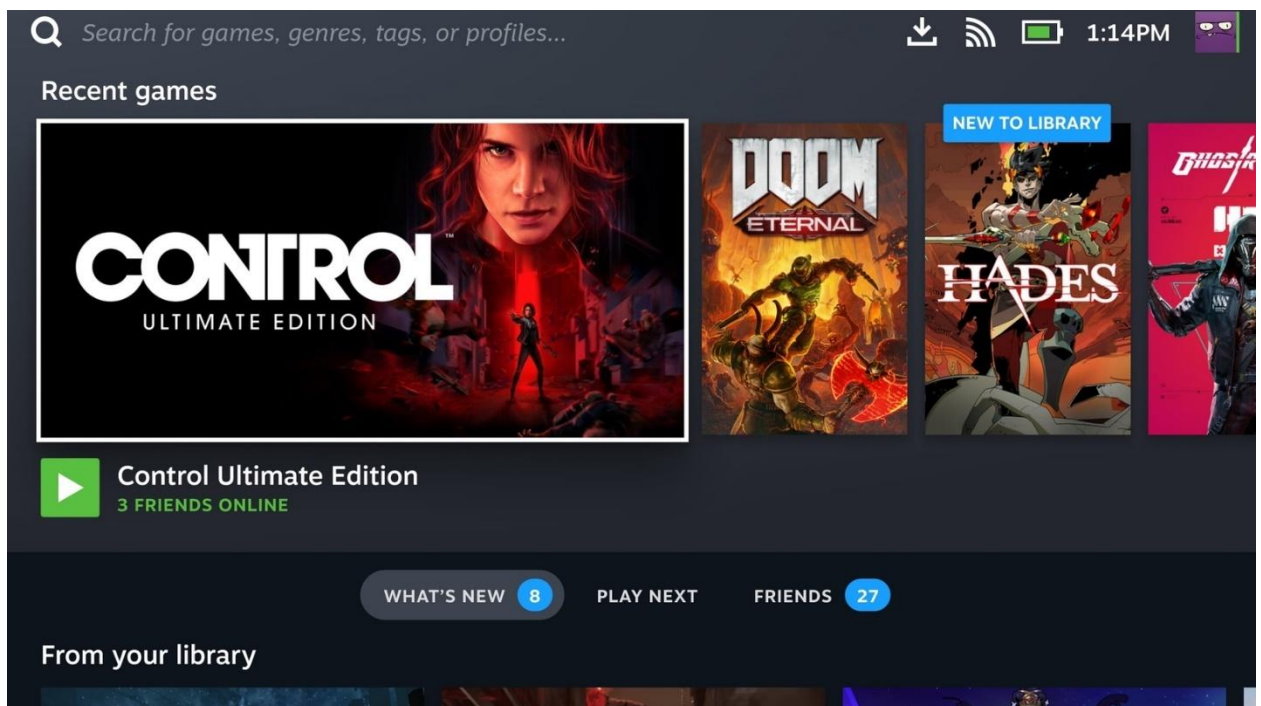 Search for games, genres, tags, or profiles...
1:14PM
Recent games
NEW TO LIBRARY
CONTROL™
ULTIMATE EDITION
DOOM
ETERNAL
HADES
Control Ultimate Edition
3 FRIENDS ONLINE
WHAT'S NEW 8
PLAY NEXT
FRIENDS 27
From your library